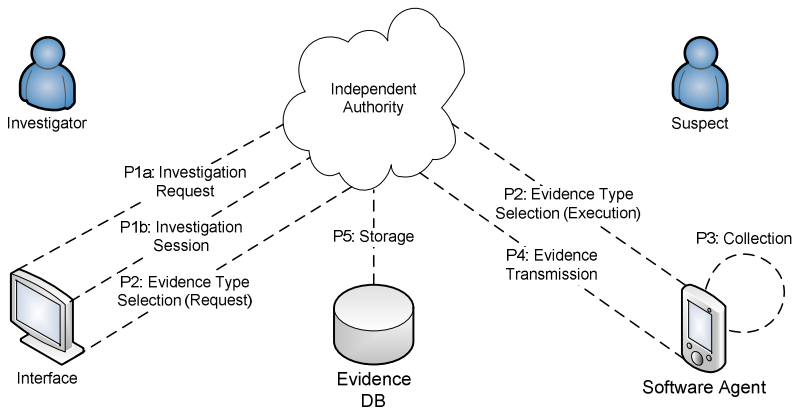 Independent
Authority
Investigator
Suspect
P1a: Investigation
Request
P1b: Investigation
Session
P2: Evidence Type
Selection (Request)
P5: Storage
P2: Evidence Type
Selection (Execution)
P4: Evidence
Transmission
P3: Collection
Interface
Evidence
DB
Software Agent